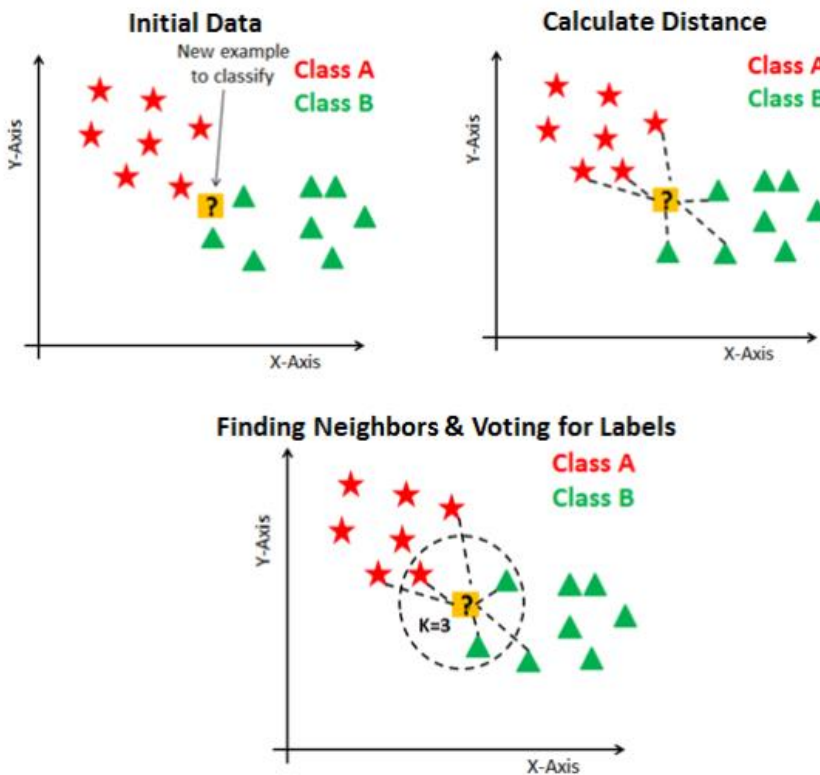 Initial Data
New example
to classify
Class A
Class B
Y-Axis
?
X-Axis
Calculate Distance
Class A
Class B
Y-Axis
?
X-Axis
Finding Neighbors & Voting for Labels
Class A
Class B
Y-Axis
?
K=3
X-Axis